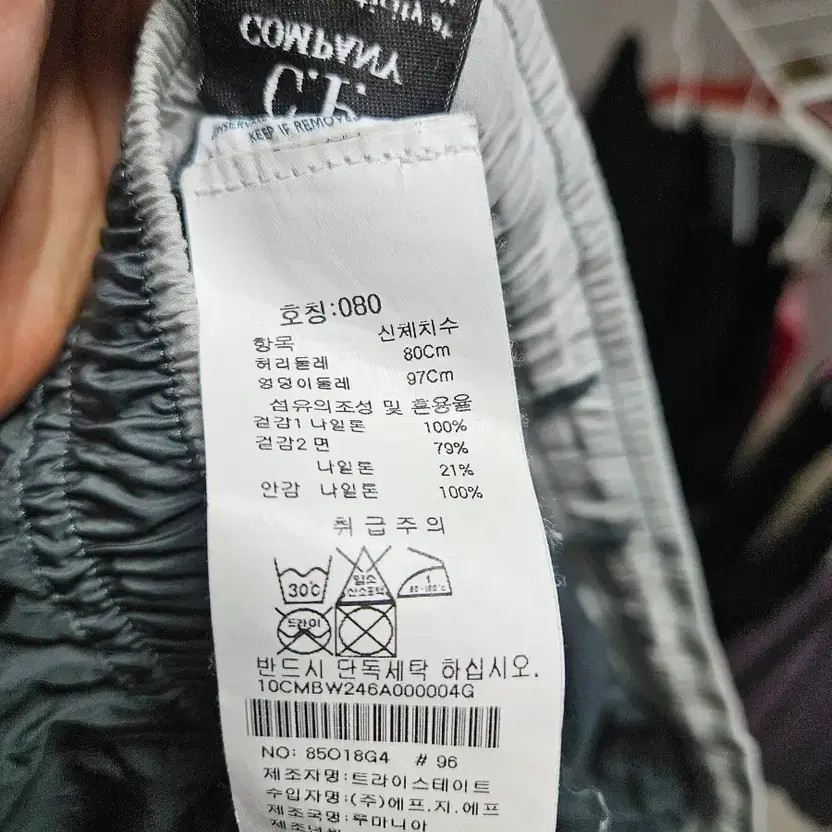 COMPANY
C.P.
KEEP IF REMOVE
호칭:080
항목 신체치수
허리둘레 80Cm
엉덩이둘레 97Cm
섬유의조성 및 혼용율
겉감1 나일론 100%
겉감2 면 79%
나일론 21%
안감 나일론 100%
취급주의
30℃ 염소 산소표백 1 80-120℃
드라이
반드시 단독세탁 하십시오.
10CMBW246A000004G
NO: 85018G4 # 96
제조자명:트라이스테이트
수입자명:(주)에프.지.에프
제조국명:루마니아